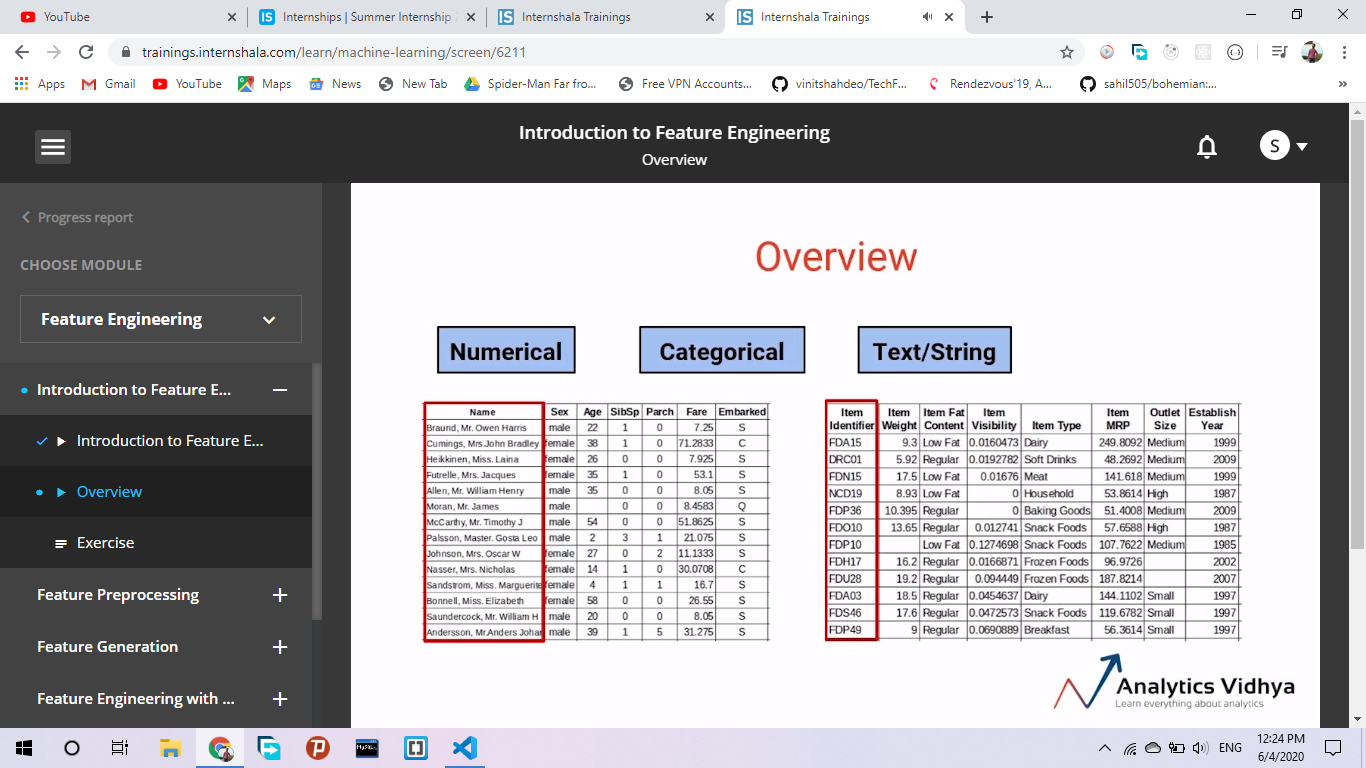 YouTube
Internships | Summer Internship
Internshala Trainings
Internshala Trainings
trainings.internshala.com/learn/machine-learning/screen/6211
Apps Gmail YouTube Maps News New Tab Spider-Man Far fro... Free VPN Accounts... vinitshahdeo/TechF... Rendezvous'19, A... sahil505/bohemian:... »
Introduction to Feature Engineering
Overview
S
Progress report
CHOOSE MODULE
Feature Engineering
Introduction to Feature E...
Introduction to Feature E...
Overview
Exercise
Feature Preprocessing
Feature Generation
Feature Engineering with ...
Overview
Numerical Categorical Text/String
Name Sex Age SibSp Parch Fare Embarked
Braund, Mr. Owen Harris male 22 1 0 7.25 S
Cumings, Mrs.John Bradley female 38 1 0 71.2833 C
Heikkinen, Miss. Laina female 26 0 0 7.925 S
Futrelle, Mrs. Jacques female 35 1 0 53.1 S
Allen, Mr. William Henry male 35 0 0 8.05 S
Moran, Mr. James male 0 0 8.4583 Q
McCarthy, Mr. Timothy J male 54 0 0 51.8625 S
Palsson, Master. Gosta Leo male 2 3 1 21.075 S
Johnson, Mrs. Oscar W female 27 0 2 11.1333 S
Nasser, Mrs. Nicholas female 14 1 0 30.0708 C
Sandstrom, Miss. Marguerite female 4 1 1 16.7 S
Bonnell, Miss. Elizabeth female 58 0 0 26.55 S
Saundercock, Mr. William H male 20 0 0 8.05 S
Andersson, Mr.Anders Johan male 39 1 5 31.275 S
Item Item Item Fat Item Item Outlet Establish
Identifier Weight Content Visibility Item Type MRP Size Year
FDA15 9.3 Low Fat 0.0160473 Dairy 249.8092 Medium 1999
DRC01 5.92 Regular 0.0192782 Soft Drinks 48.2692 Medium 2009
FDN15 17.5 Low Fat 0.01676 Meat 141.618 Medium 1999
NCD19 8.93 Low Fat 0 Household 53.8614 High 1987
FDP36 10.395 Regular 0 Baking Goods 51.4008 Medium 2009
FDO10 13.65 Regular 0.012741 Snack Foods 57.6588 High 1987
FDP10 Low Fat 0.1274698 Snack Foods 107.7622 Medium 1985
FDH17 16.2 Regular 0.0166871 Frozen Foods 96.9726 2002
FDU28 19.2 Regular 0.094449 Frozen Foods 187.8214 2007
FDA03 18.5 Regular 0.0454637 Dairy 144.1102 Small 1997
FDS46 17.6 Regular 0.0472573 Snack Foods 119.6782 Small 1997
FDP49 9 Regular 0.0690889 Breakfast 56.3614 Small 1997
Analytics Vidhya
Learn everything about analytics
ENG
12:24 PM
6/4/2020